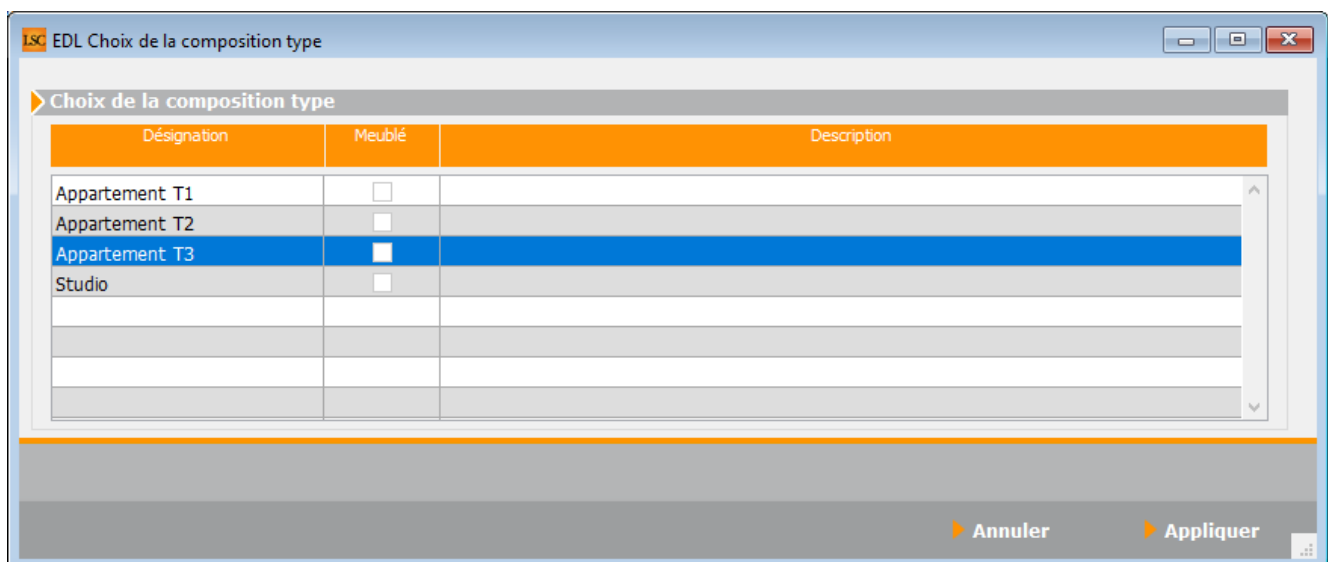 LSC EDL Choix de la composition type
Choix de la composition type
Désignation Meublé Description
Appartement T1
Appartement T2
Appartement T3
Studio
Annuler Appliquer